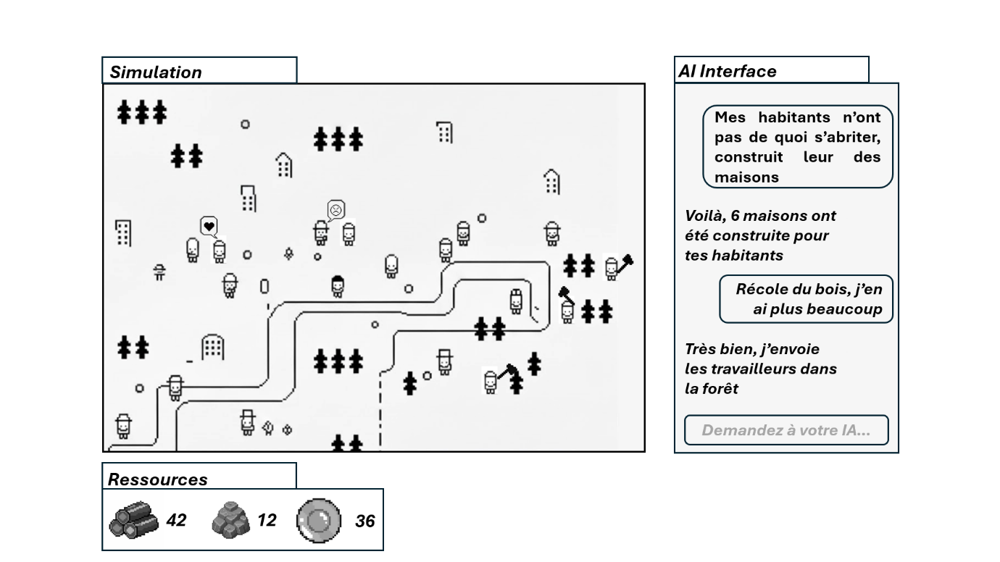 Simulation
AI Interface
Mes habitants n’ont
pas de quoi s’abriter,
construit leur des
maisons
Voilà, 6 maisons ont
été construite pour
tes habitants
Récole du bois, j’en
ai plus beaucoup
Très bien, j’envoie
les travailleurs dans
la forêt
Demandez à votre IA...
Ressources
42 12 36